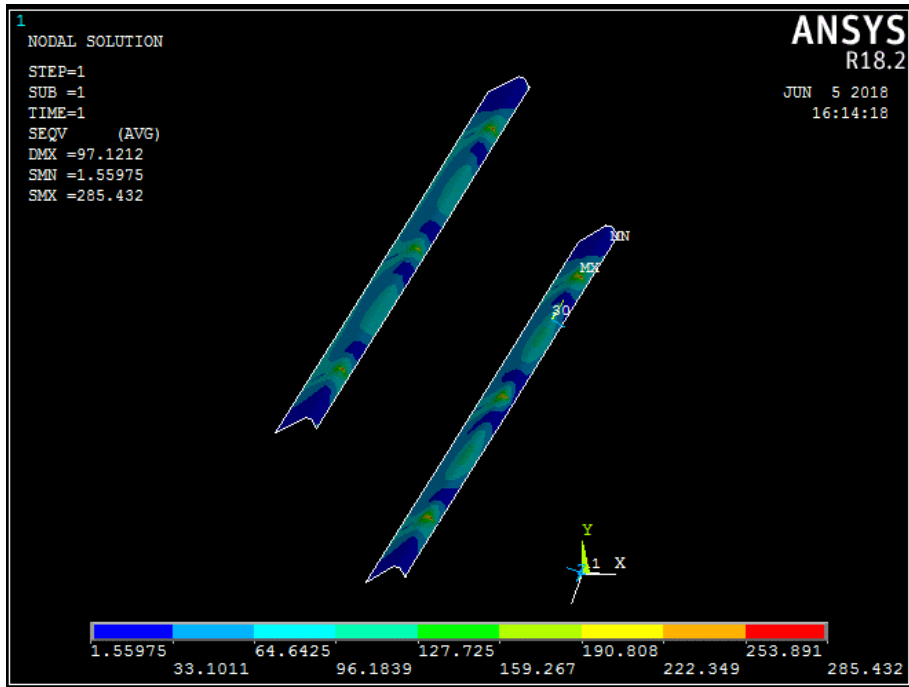 1
NODAL SOLUTION
STEP=1
SUB =1
TIME=1
SEQV (AVG)
DMX =97.1212
SMN =1.55975
SMX =285.432
ANSYS
R18.2
JUN 5 2018
16:14:18
MX
30
Y
1 X
1.55975 64.6425 127.725 190.808 253.891
33.1011 96.1839 159.267 222.349 285.432